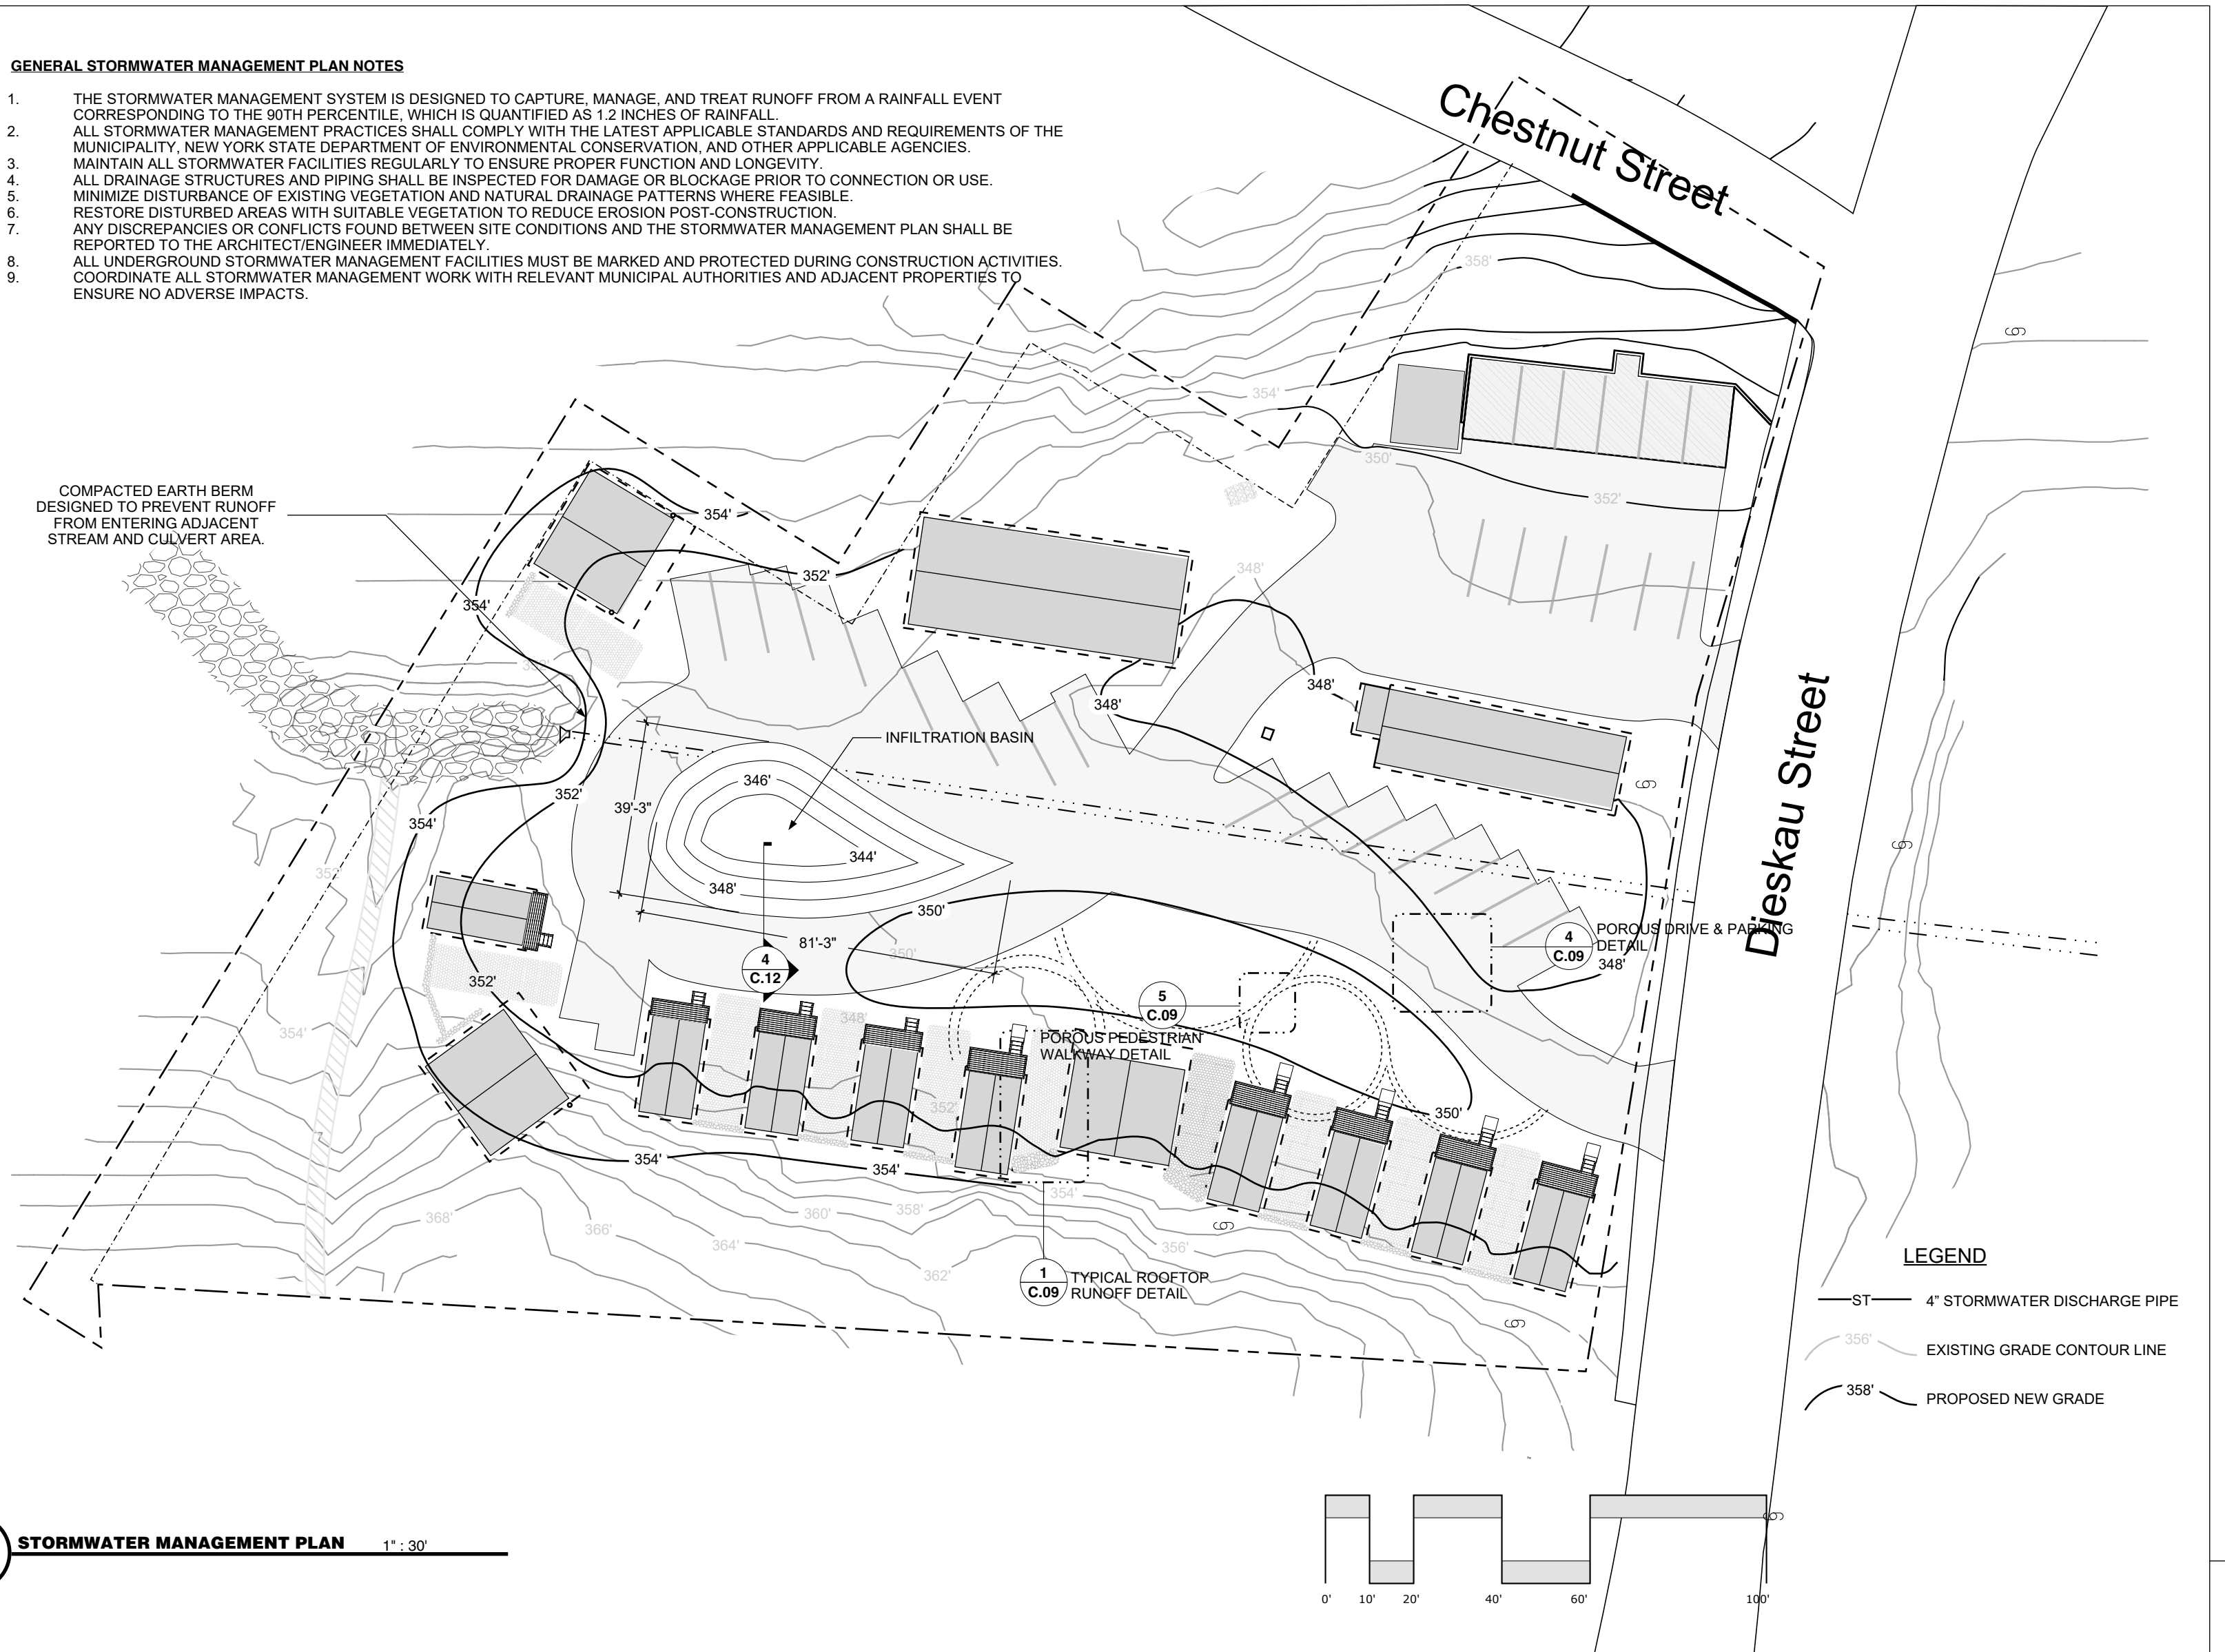 GENERAL STORMWATER MANAGEMENT PLAN NOTES
1. THE STORMWATER MANAGEMENT SYSTEM IS DESIGNED TO CAPTURE, MANAGE, AND TREAT RUNOFF FROM A RAINFALL EVENT
CORRESPONDING TO THE 90TH PERCENTILE, WHICH IS QUANTIFIED AS 1.2 INCHES OF RAINFALL.
2. ALL STORMWATER MANAGEMENT PRACTICES SHALL COMPLY WITH THE LATEST APPLICABLE STANDARDS AND REQUIREMENTS OF THE
MUNICIPALITY, NEW YORK STATE DEPARTMENT OF ENVIRONMENTAL CONSERVATION, AND OTHER APPLICABLE AGENCIES.
3. MAINTAIN ALL STORMWATER FACILITIES REGULARLY TO ENSURE PROPER FUNCTION AND LONGEVITY.
4. ALL DRAINAGE STRUCTURES AND PIPING SHALL BE INSPECTED FOR DAMAGE OR BLOCKAGE PRIOR TO CONNECTION OR USE.
5. MINIMIZE DISTURBANCE OF EXISTING VEGETATION AND NATURAL DRAINAGE PATTERNS WHERE FEASIBLE.
6. RESTORE DISTURBED AREAS WITH SUITABLE VEGETATION TO REDUCE EROSION POST-CONSTRUCTION.
7. ANY DISCREPANCIES OR CONFLICTS FOUND BETWEEN SITE CONDITIONS AND THE STORMWATER MANAGEMENT PLAN SHALL BE
REPORTED TO THE ARCHITECT/ENGINEER IMMEDIATELY.
8. ALL UNDERGROUND STORMWATER MANAGEMENT FACILITIES MUST BE MARKED AND PROTECTED DURING CONSTRUCTION ACTIVITIES.
9. COORDINATE ALL STORMWATER MANAGEMENT WORK WITH RELEVANT MUNICIPAL AUTHORITIES AND ADJACENT PROPERTIES TO
ENSURE NO ADVERSE IMPACTS.
Chestnut Street
358'
354'
350'
352'
COMPACTED EARTH BERM
DESIGNED TO PREVENT RUNOFF
FROM ENTERING ADJACENT
STREAM AND CULVERT AREA.
354'
352'
348'
354'
352'
348'
348'
Dieskau Street
INFILTRATION BASIN
346'
352'
39'-3"
354'
344'
352'
348'
350'
81'-3"
350'
4
C.12
4
C.09
POROUS DRIVE & PARKING
DETAIL
348'
352'
5
C.09
POROUS PEDESTRIAN
WALKWAY DETAIL
348'
354'
352'
350'
354'
354'
354'
368'
366'
364'
360'
358'
362'
356'
1
C.09
TYPICAL ROOFTOP
RUNOFF DETAIL
LEGEND
ST 4" STORMWATER DISCHARGE PIPE
356' EXISTING GRADE CONTOUR LINE
358' PROPOSED NEW GRADE
STORMWATER MANAGEMENT PLAN 1" : 30'
0' 10' 20' 40' 60' 100'